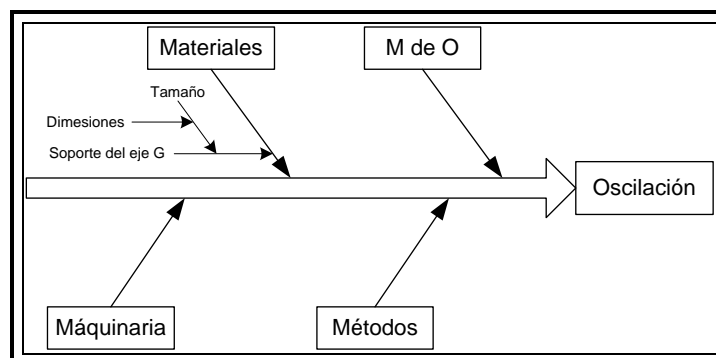 Materiales
M de O
Tamaño
Dimesiones
Soporte del eje G
Oscilación
Máquinaria
Métodos